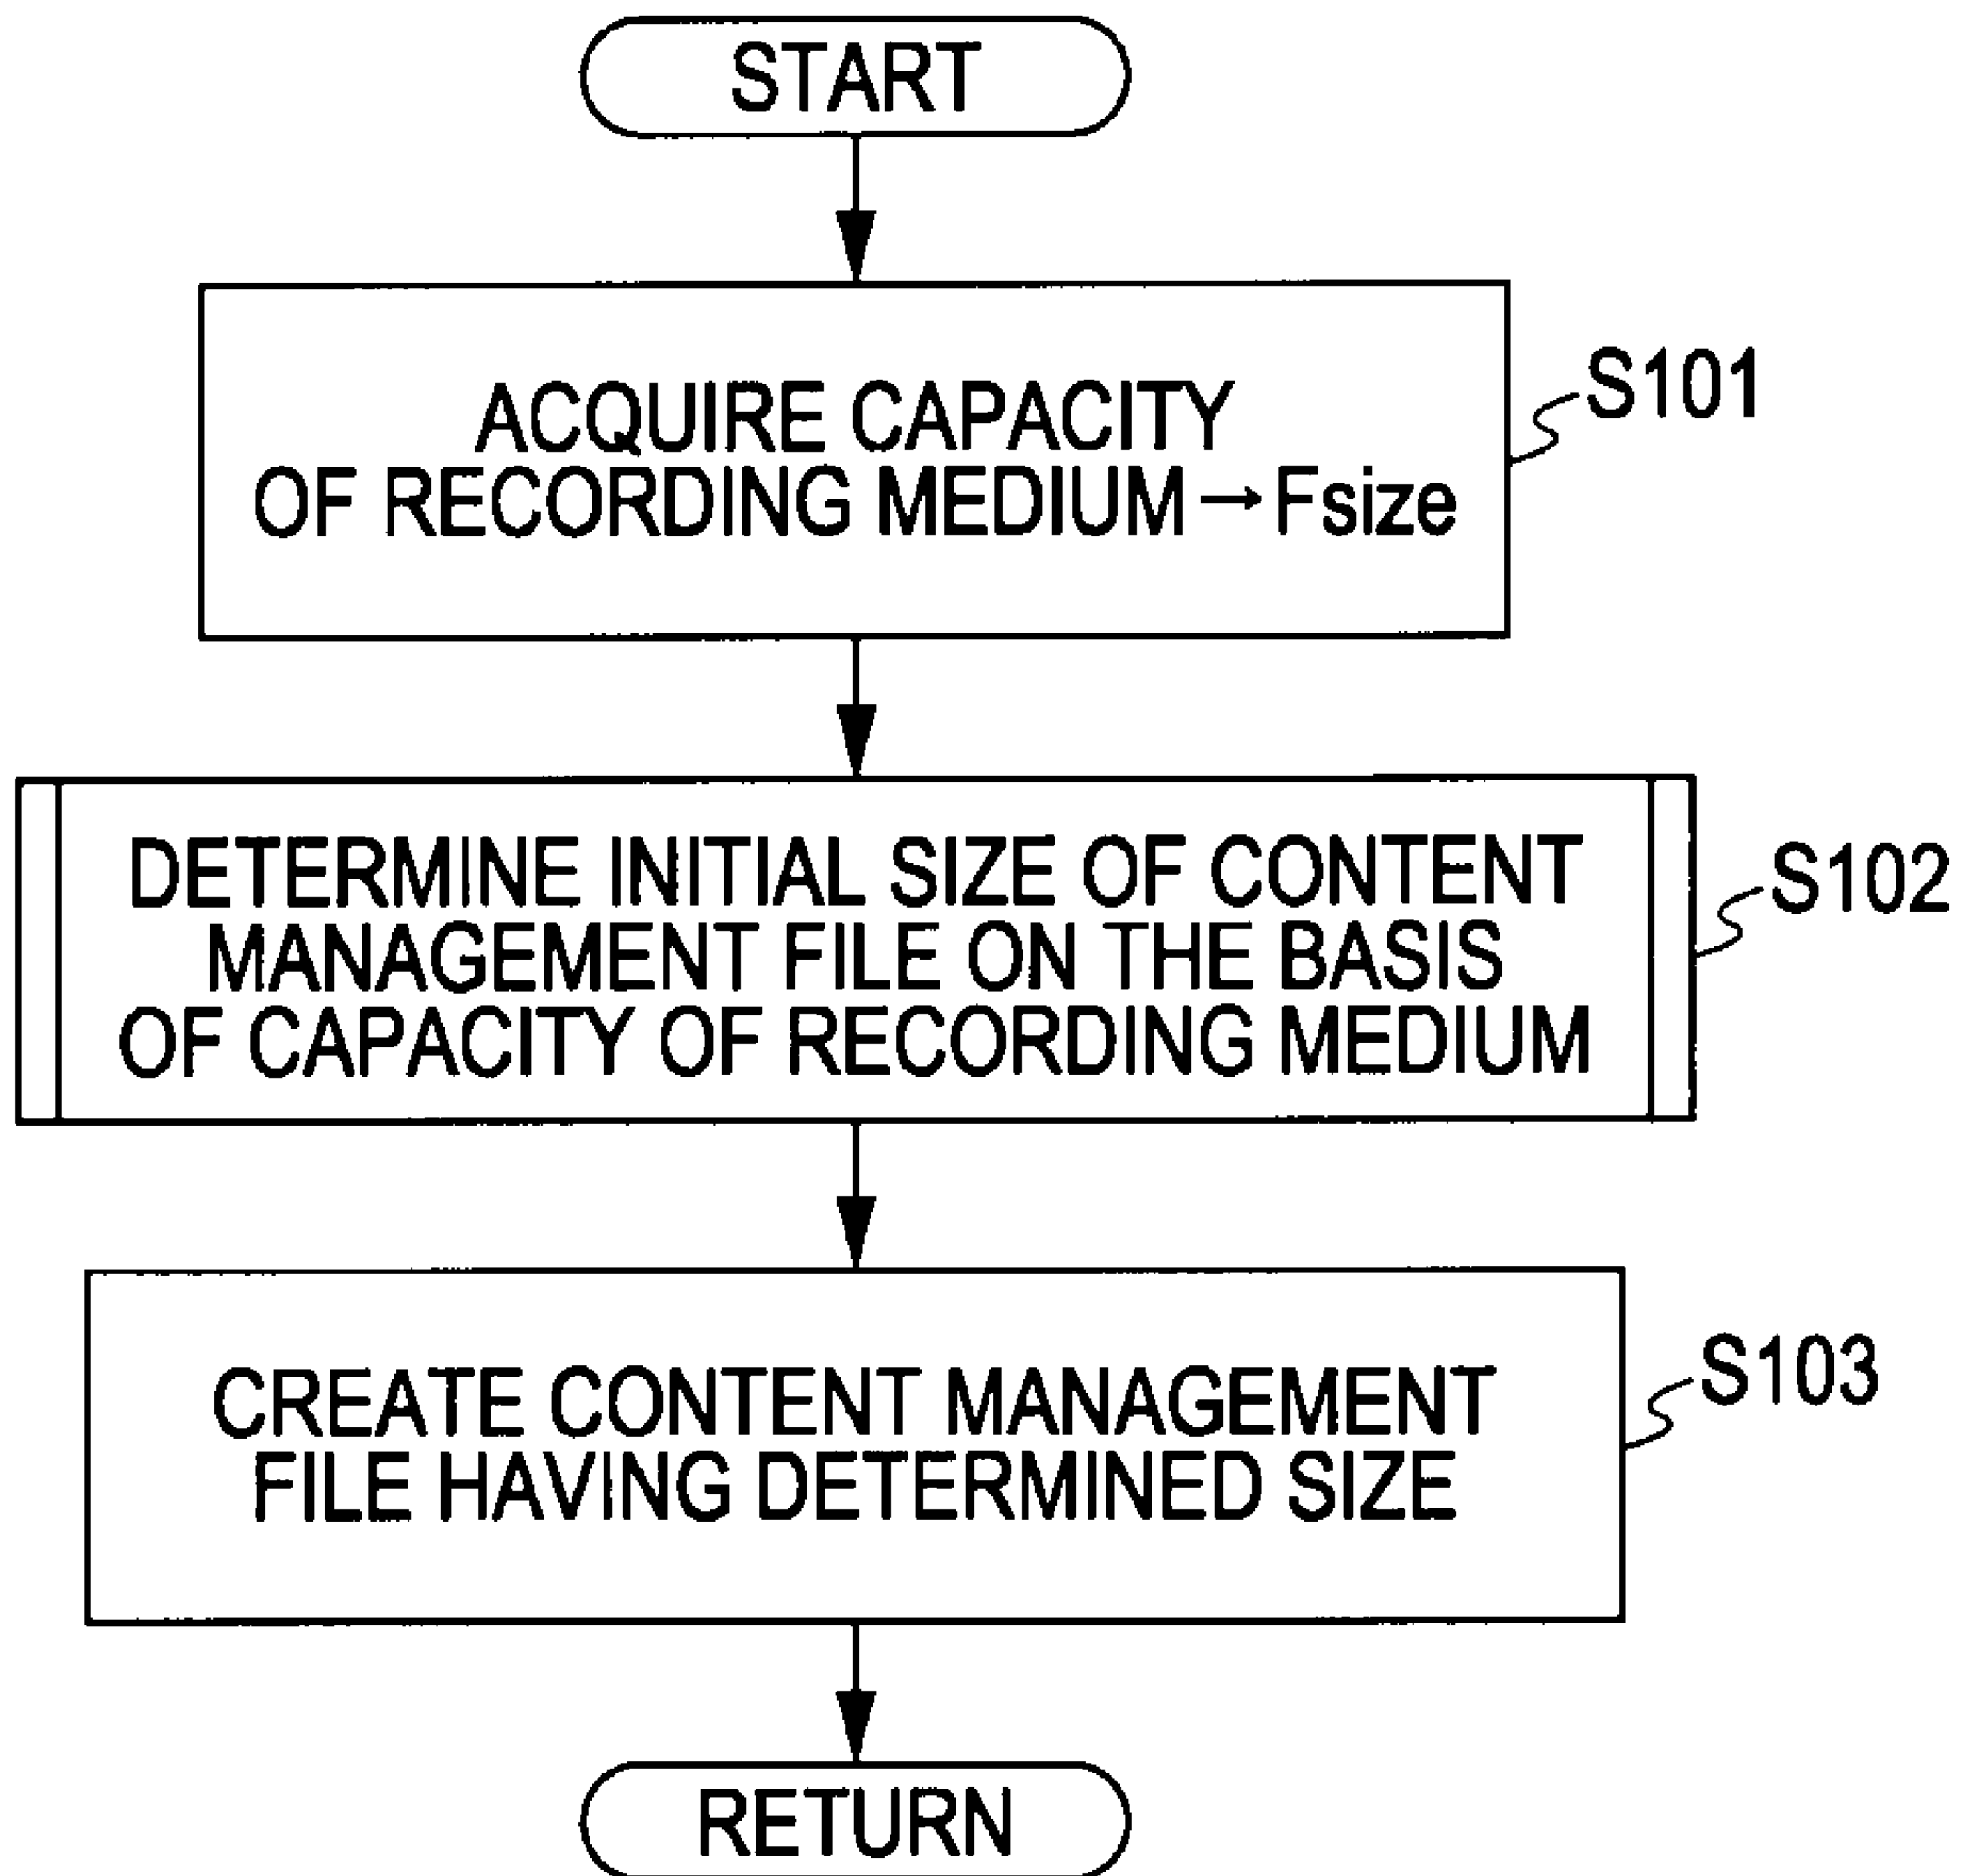 START
ACQUIRE CAPACITY
OF RECORDING MEDIUM→Fsize
S101
DETERMINE INITIAL SIZE OF CONTENT
MANAGEMENT FILE ON THE BASIS
OF CAPACITY OF RECORDING MEDIUM
S102
CREATE CONTENT MANAGEMENT
FILE HAVING DETERMINED SIZE
S103
RETURN